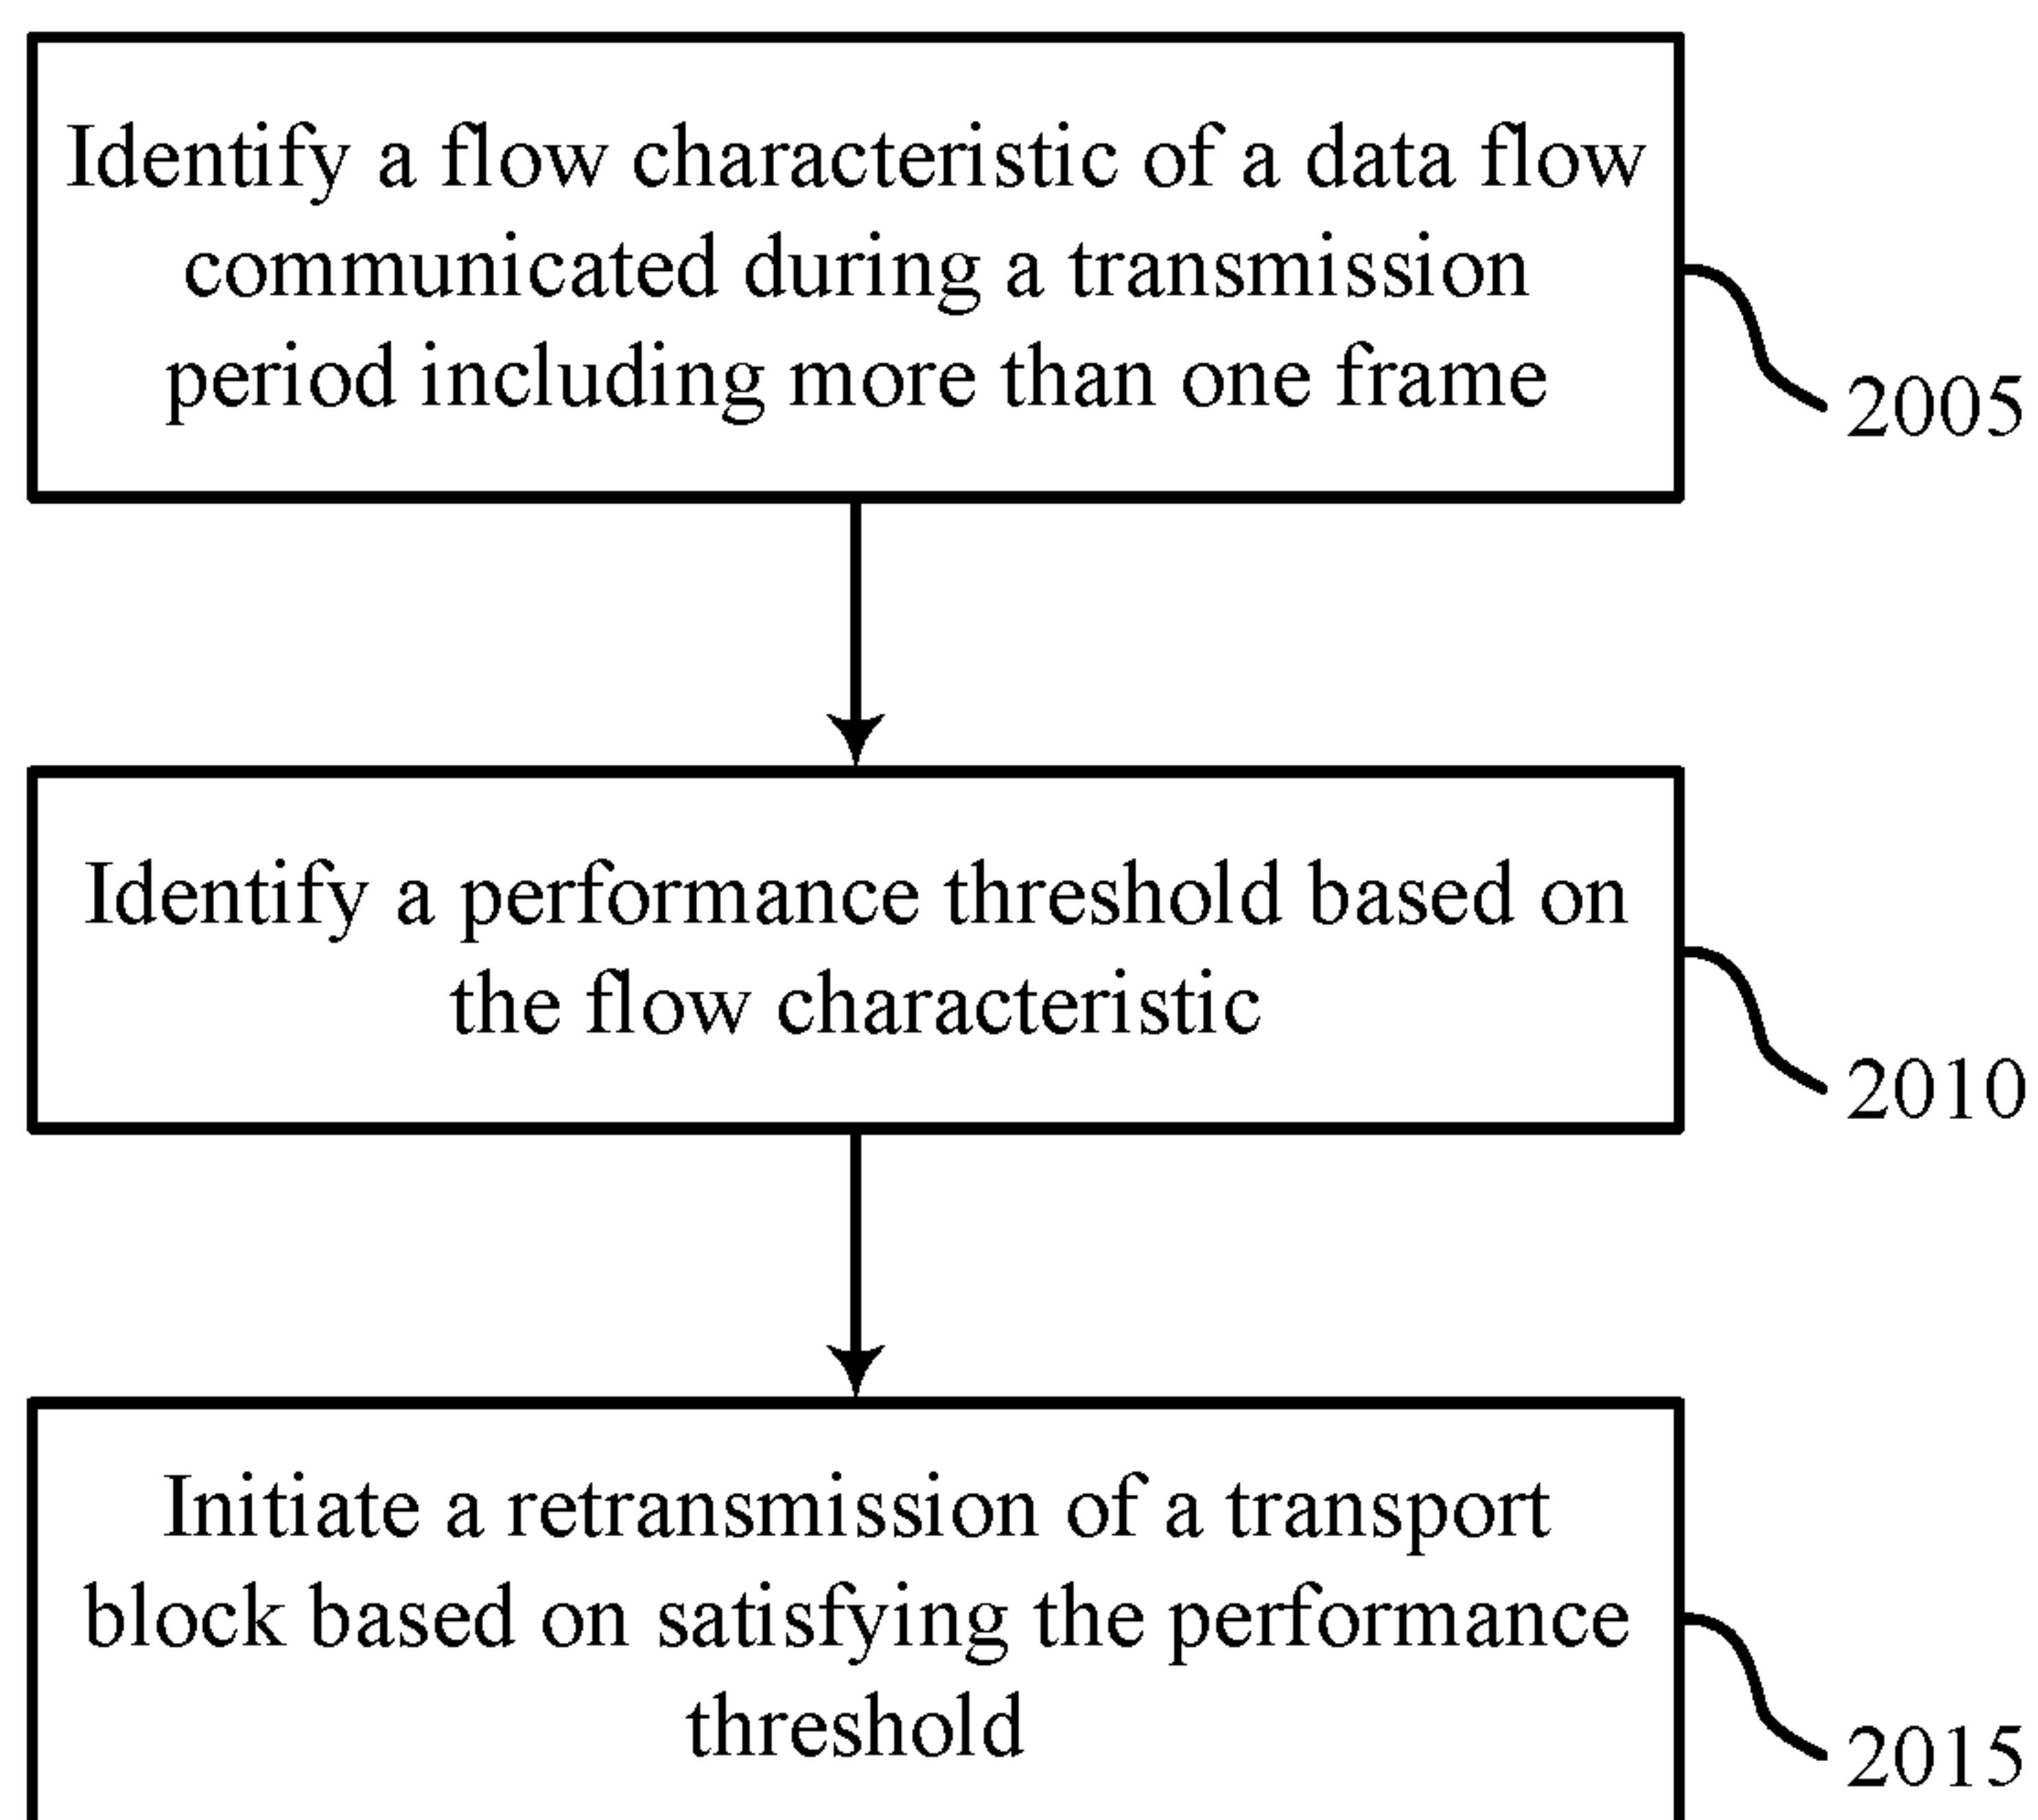 Identify a flow characteristic of a data flow
communicated during a transmission
period including more than one frame
2005
Identify a performance threshold based on
the flow characteristic
2010
Initiate a retransmission of a transport
block based on satisfying the performance
threshold
2015